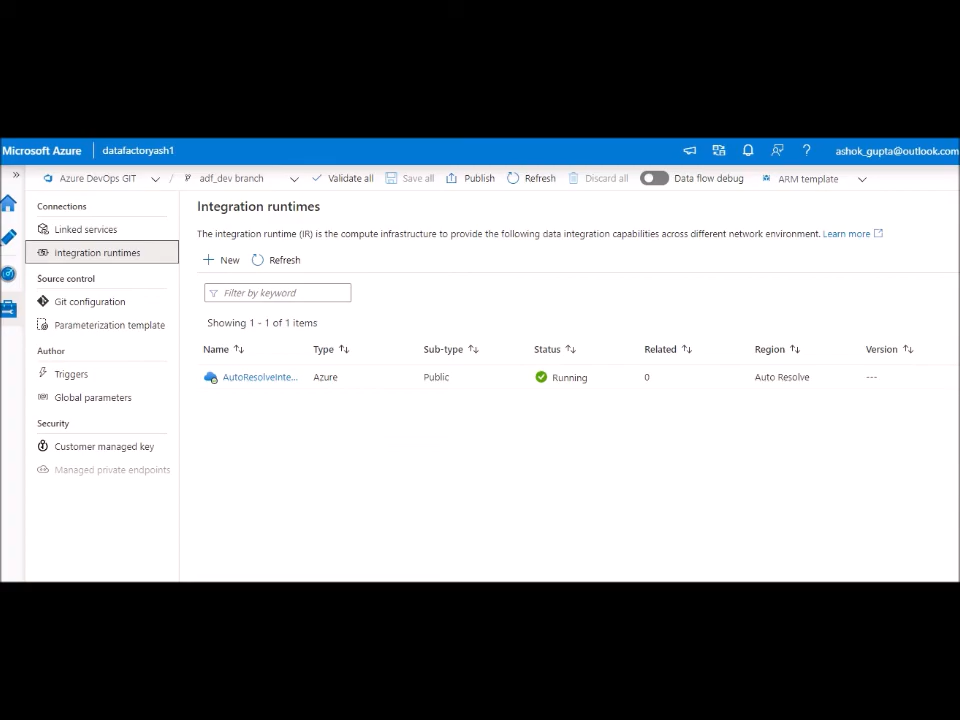 Microsoft Azure datafactoryash1 ? ashok_gupta@outlook.com
» Azure DevOps GIT / adf_dev branch Validate all Save all Publish Refresh Discard all Data flow debug ARM template
Connections
Linked services
Integration runtimes
Source control
Git configuration
Parameterization template
Author
Triggers
Global parameters
Security
Customer managed key
Managed private endpoints
Integration runtimes
The integration runtime (IR) is the compute infrastructure to provide the following data integration capabilities across different network environment. Learn more
+ New Refresh
Filter by keyword
Showing 1 - 1 of 1 items
Name Type Sub-type Status Related Region Version
AutoResolveInte... Azure Public Running 0 Auto Resolve ---